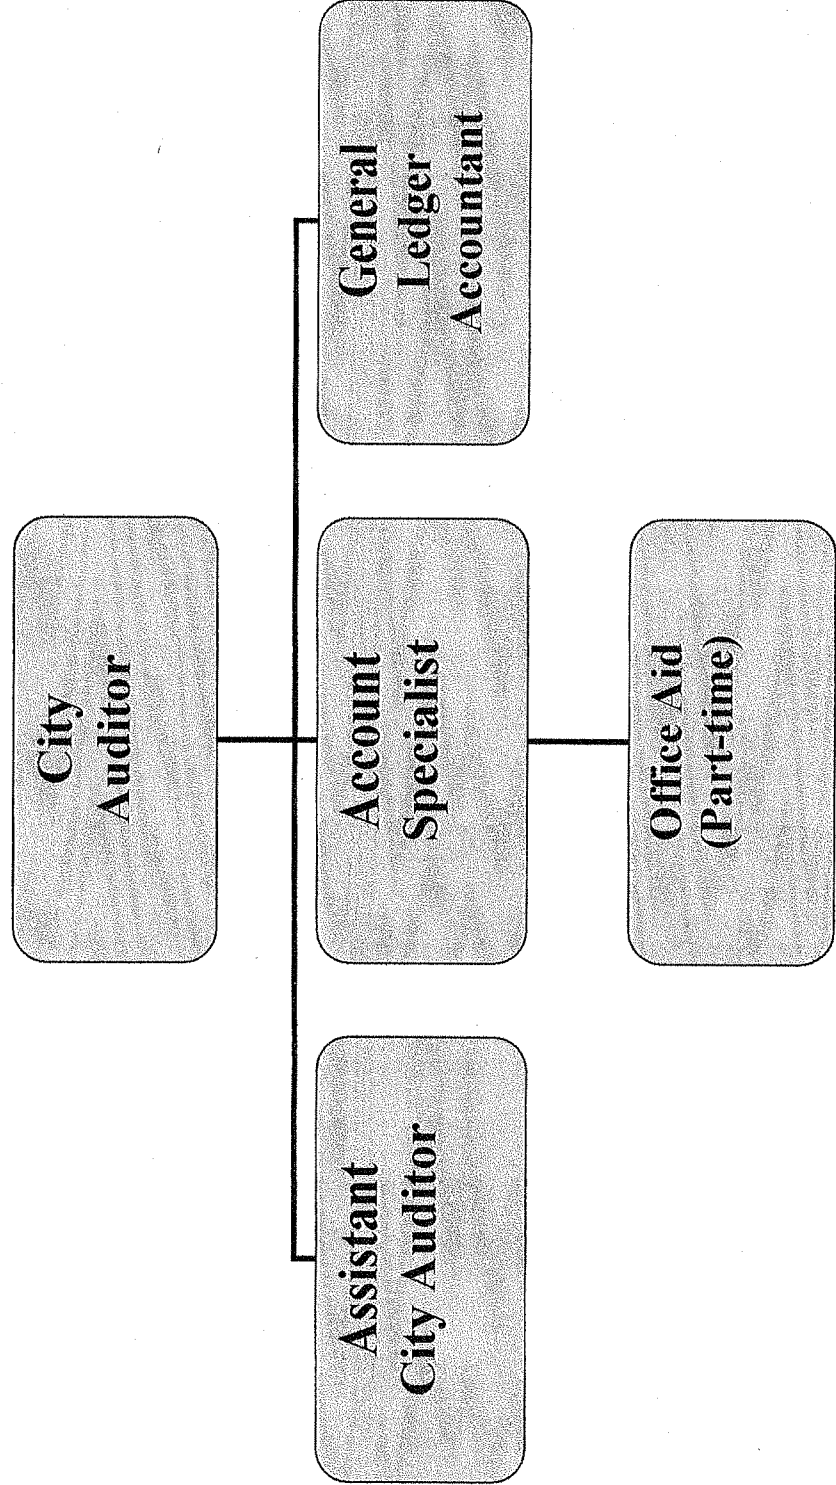 City
Auditor
Assistant
City Auditor
Account
Specialist
General
Ledger
Accountant
Office Aid
(Part-time)